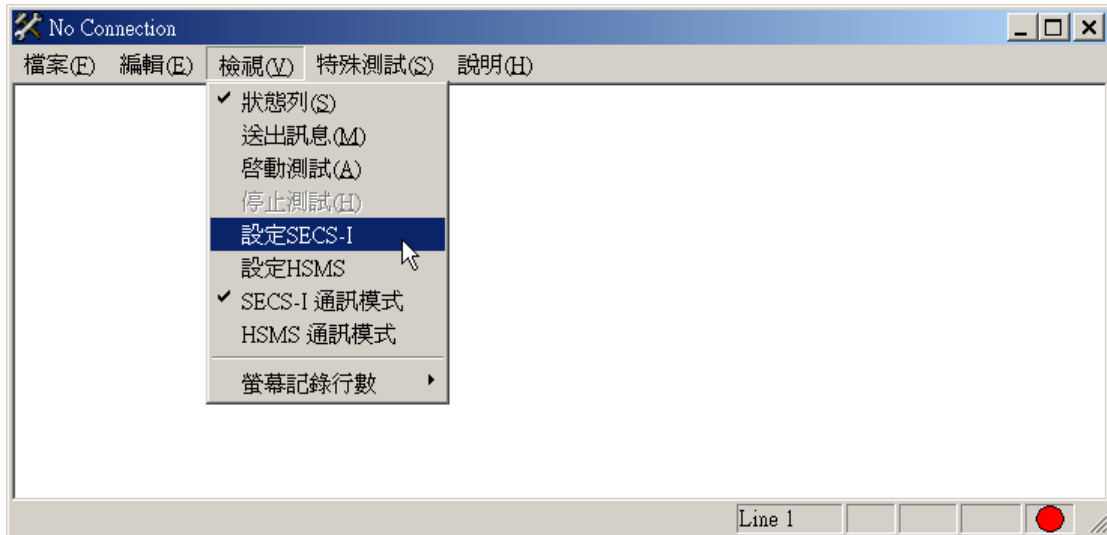 No Connection
檔案(F) 編輯(E) 檢視(V) 特殊測試(S) 說明(H)
狀態列(S)
送出訊息(M)
啓動測試(A)
停止測試(H)
設定SECS-I
設定HSMS
SECS-I 通訊模式
HSMS 通訊模式
螢幕記錄行數
Line 1